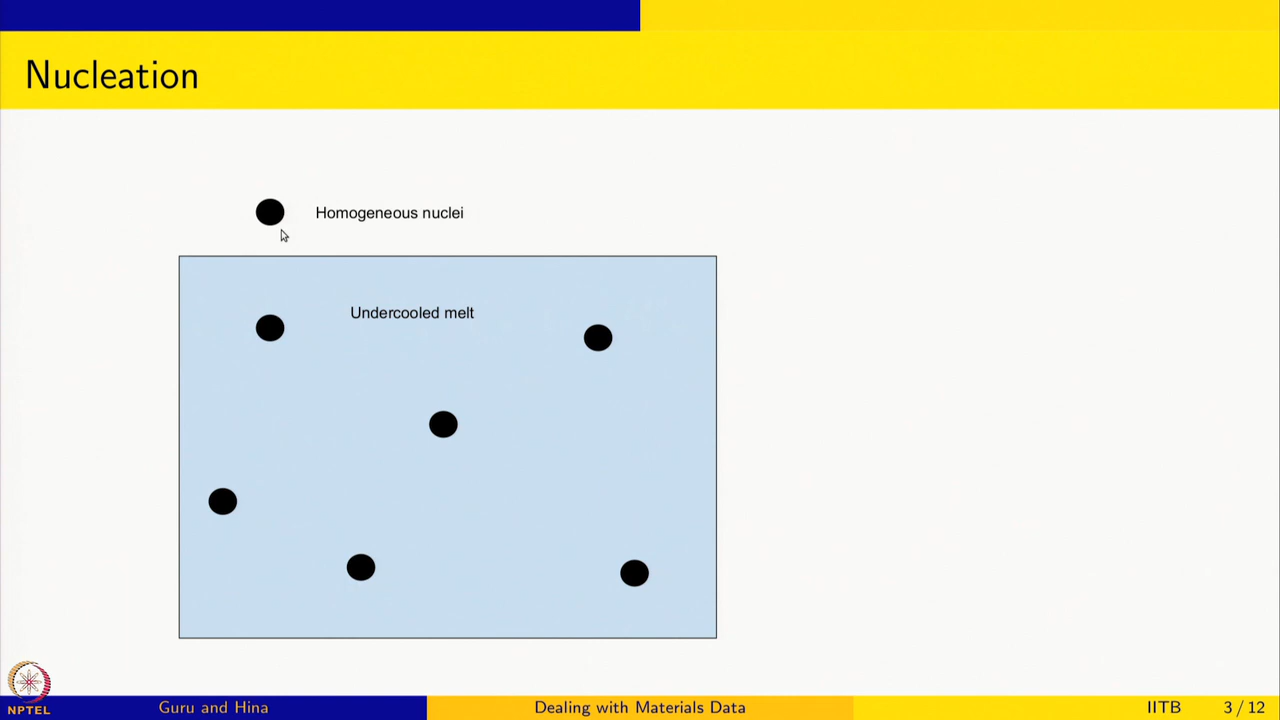 Nucleation
Homogeneous nuclei
Undercooled melt
NPTEL
Guru and Hina
Dealing with Materials Data
IITB
3 / 12